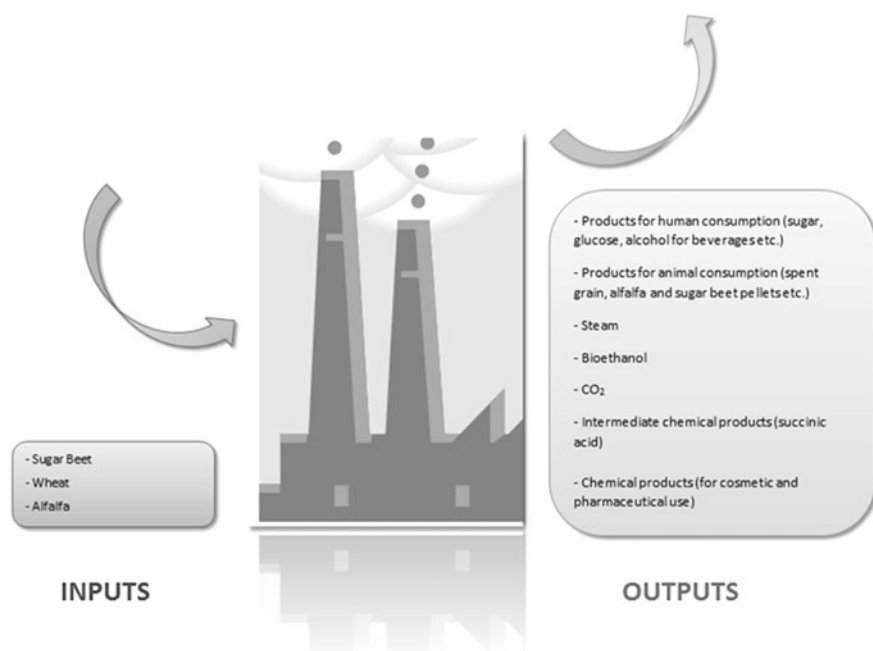 - Sugar Beet
- Wheat
- Alfalfa
INPUTS
- Products for human consumption (sugar,
glucose, alcohol for beverages etc.)
- Products for animal consumption (spent
grain, alfalfa and sugar beet pellets etc.)
- Steam
- Bioethanol
- CO₂
- Intermediate chemical products (succinic
acid)
- Chemical products (for cosmetic and
pharmaceutical use)
OUTPUTS